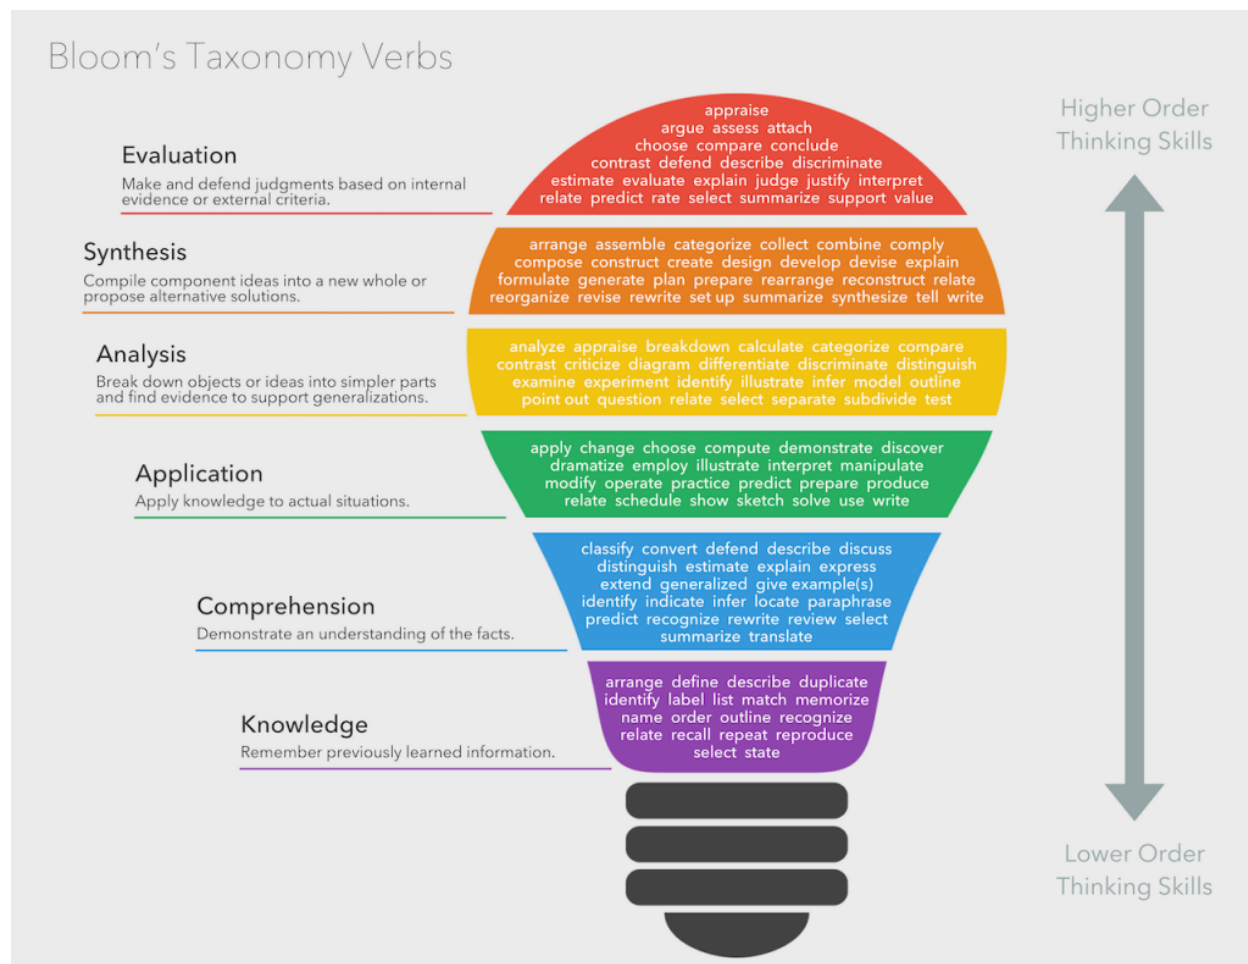 Bloom's Taxonomy Verbs
Higher Order
Thinking Skills
Evaluation
Make and defend judgments based on internal
evidence or external criteria.
appraise
argue assess attach
choose compare conclude
contrast defend describe discriminate
estimate evaluate explain judge justify interpret
relate predict rate select summarize support value
Synthesis
Compile component ideas into a new whole or
propose alternative solutions.
arrange assemble categorize collect combine comply
compose construct create design develop devise explain
formulate generate plan prepare rearrange reconstruct relate
reorganize revise rewrite set up summarize synthesize tell write
Analysis
Break down objects or ideas into simpler parts
and find evidence to support generalizations.
analyze appraise breakdown calculate categorize compare
contrast criticize diagram differentiate discriminate distinguish
examine experiment identify illustrate infer model outline
point out question relate select separate subdivide test
Application
Apply knowledge to actual situations.
apply change choose compute demonstrate discover
dramatize employ illustrate interpret manipulate
modify operate practice predict prepare produce
relate schedule show sketch solve use write
Comprehension
Demonstrate an understanding of the facts.
classify convert defend describe discuss
distinguish estimate explain express
extend generalized give example(s)
identify indicate infer locate paraphrase
predict recognize rewrite review select
summarize translate
Knowledge
Remember previously learned information.
arrange define describe duplicate
identify label list match memorize
name order outline recognize
relate recall repeat reproduce
select state
Lower Order
Thinking Skills